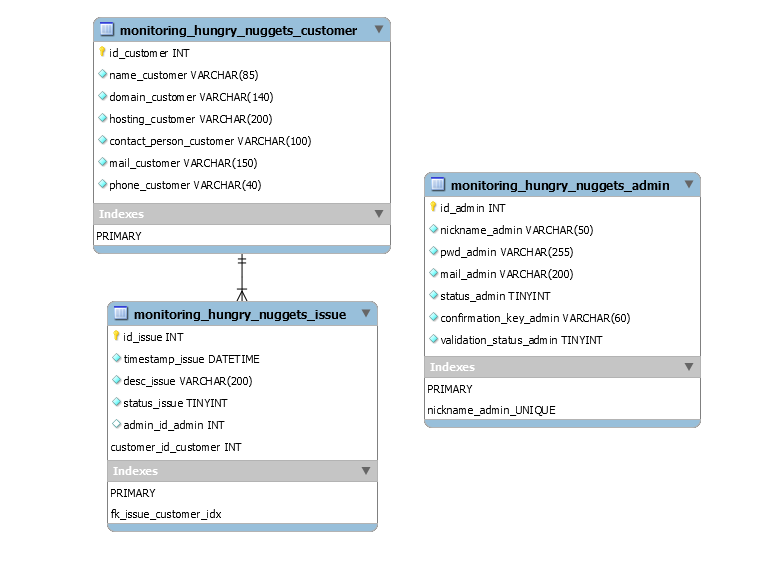 monitoring_hungry_nuggets_customer
id_customer INT
name_customer VARCHAR(85)
domain_customer VARCHAR(140)
hosting_customer VARCHAR(200)
contact_person_customer VARCHAR(100)
mail_customer VARCHAR(150)
phone_customer VARCHAR(40)
Indexes
PRIMARY
monitoring_hungry_nuggets_issue
id_issue INT
timestamp_issue DATETIME
desc_issue VARCHAR(200)
status_issue TINYINT
admin_id_admin INT
customer_id_customer INT
Indexes
PRIMARY
fk_issue_customer_idx
monitoring_hungry_nuggets_admin
id_admin INT
nickname_admin VARCHAR(50)
pwd_admin VARCHAR(255)
mail_admin VARCHAR(200)
status_admin TINYINT
confirmation_key_admin VARCHAR(60)
validation_status_admin TINYINT
Indexes
PRIMARY
nickname_admin_UNIQUE